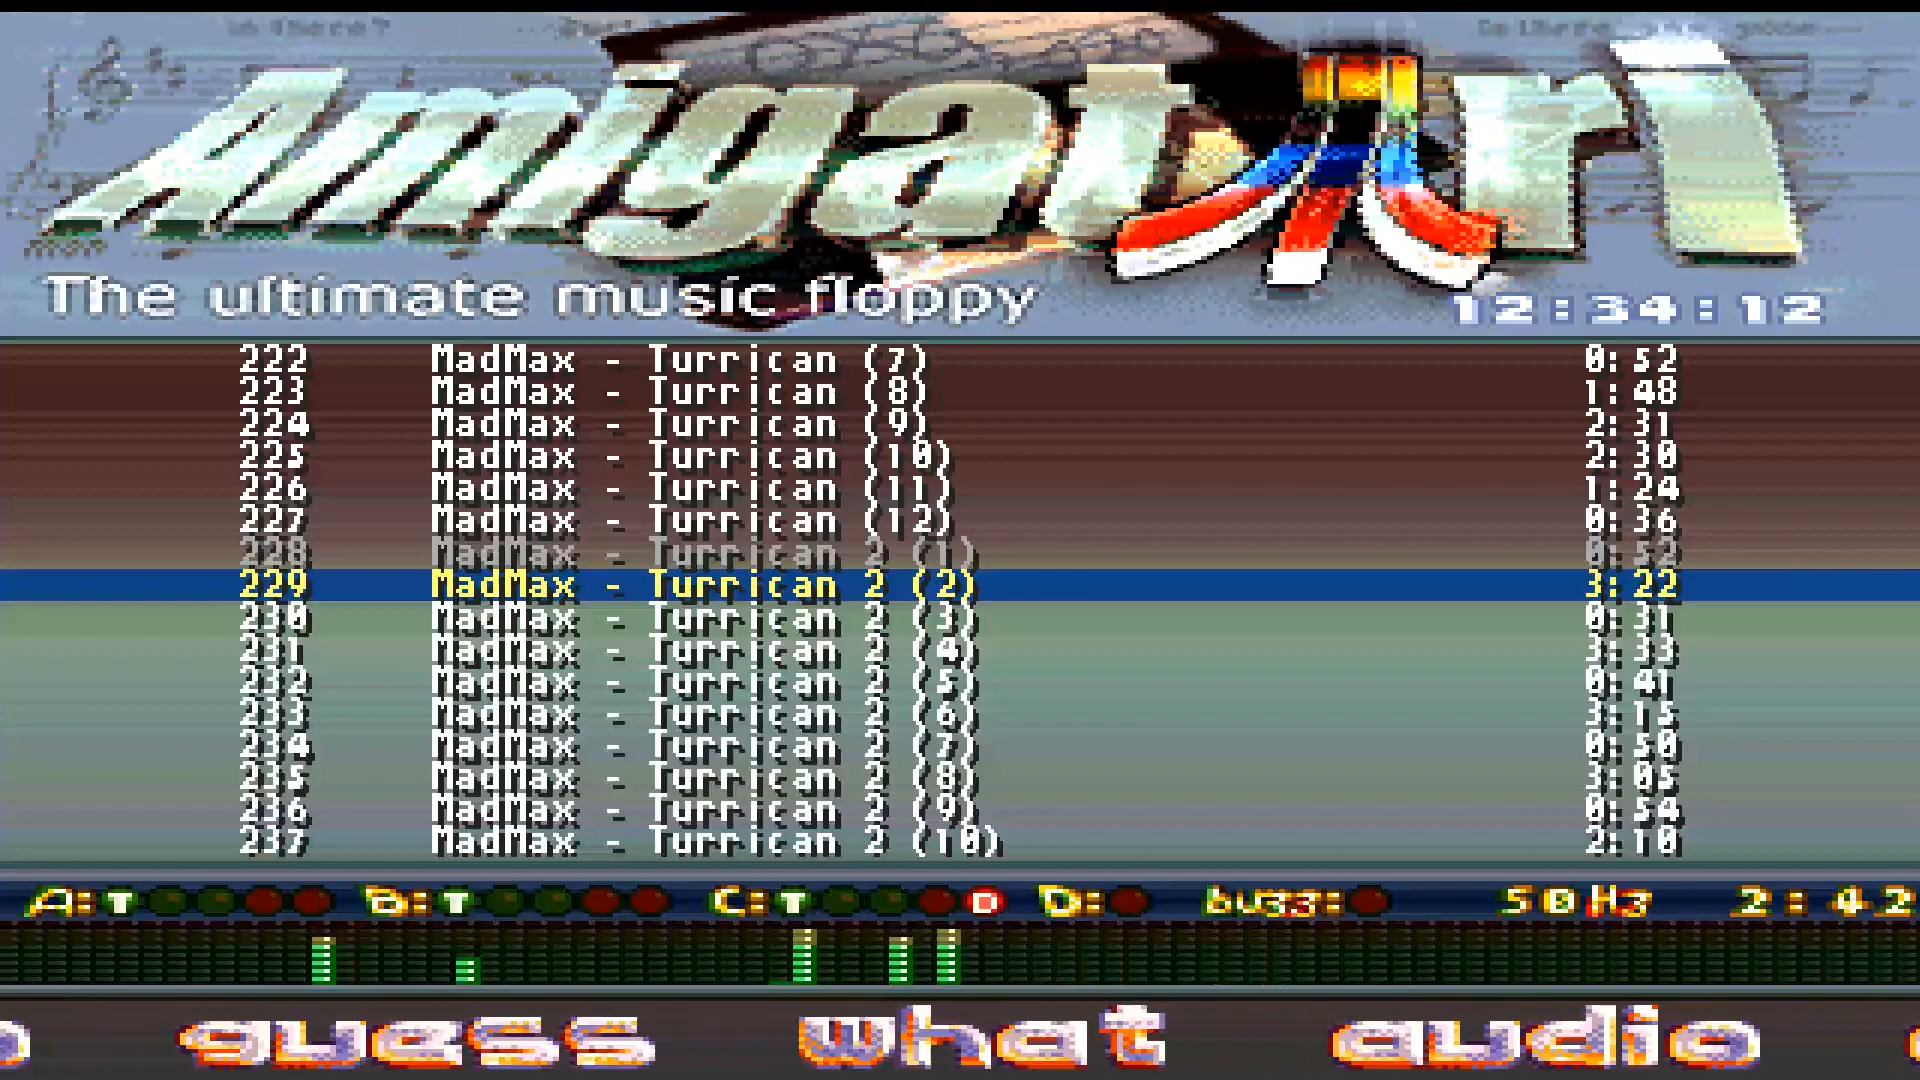 Amigatari
The ultimate music floppy
12:34:12
222 MadMax - Turrican (7) 0:52
223 MadMax - Turrican (8) 1:48
224 MadMax - Turrican (9) 2:31
225 MadMax - Turrican (10) 2:30
226 MadMax - Turrican (11) 1:24
227 MadMax - Turrican (12) 0:36
228 MadMax - Turrican 2 (1) 0:52
229 MadMax - Turrican 2 (2) 3:22
230 MadMax - Turrican 2 (3) 0:31
231 MadMax - Turrican 2 (4) 3:33
232 MadMax - Turrican 2 (5) 0:41
233 MadMax - Turrican 2 (6) 3:15
234 MadMax - Turrican 2 (7) 0:50
235 MadMax - Turrican 2 (8) 3:05
236 MadMax - Turrican 2 (9) 0:54
237 MadMax - Turrican 2 (10) 2:10
A:T B:T C:T D: buzz: 50Hz 2:42
guess what audio